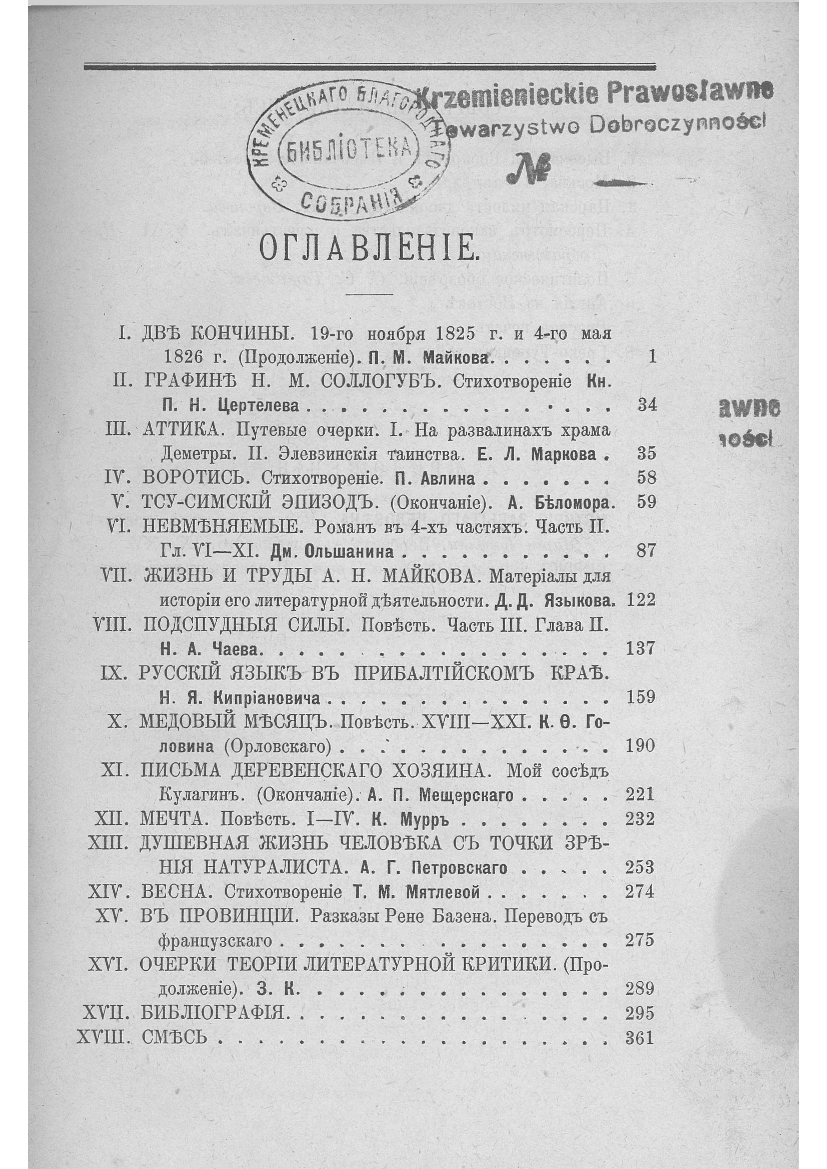 КРЕМЕНЕЦКАГО БЛАГОРОДНАГО
БИБЛІОТЕКА
СОБРАНІЯ
Krzemienieckie Prawosławne
Towarzystwo Dobroczynności
№
ОГЛАВЛЕНІЕ.
I. ДВѢ КОНЧИНЫ. 19-го ноября 1825 г. и 4-го мая
1826 г. (Продолженіе). П. М. Майкова. . . . . . . 1
II. ГРАФИНѢ Н. М. СОЛЛОГУБЪ. Стихотвореніе Кн.
П. Н. Цертелева . . . . . . . . . . . . . . . 34
III. АТТИКА. Путевые очерки. I. На развалинахъ храма
Деметры. II. Элевзинскія таинства. Е. Л. Маркова . 35
IV. ВОРОТИСЬ. Стихотвореніе. П. Авлина . . . . . . . 58
V. ТСУ-СИМСКІЙ ЭПИЗОДЪ. (Окончаніе). А. Бѣломора. 59
VI. НЕВМѢНЯЕМЫЕ. Романъ въ 4-хъ частяхъ. Часть II.
Гл. VI—XI. Дм. Ольшанина . . . . . . . . . . . 87
VII. ЖИЗНЬ И ТРУДЫ А. Н. МАЙКОВА. Матеріалы для
исторіи его литературной дѣятельности. Д. Д. Языкова. 122
VIII. ПОДСПУДНЫЯ СИЛЫ. Повѣсть. Часть III. Глава II.
Н. А. Чаева. . . . . . . . . . . . . . . . . . 137
IX. РУССКІЙ ЯЗЫКЪ ВЪ ПРИБАЛТІЙСКОМЪ КРАѢ.
Н. Я. Кипріановича . . . . . . . . . . . . . . 159
X. МЕДОВЫЙ МѢСЯЦЪ. Повѣсть. XVIII—XXI. К. Ѳ. Го-
ловина (Орловскаго) . . . . . . . . . . . . . . 190
XI. ПИСЬМА ДЕРЕВЕНСКАГО ХОЗЯИНА. Мой сосѣдъ
Кулагинъ. (Окончаніе). А. П. Мещерскаго . . . . . 221
XII. МЕЧТА. Повѣсть. I—IV. К. Мурръ . . . . . . . . 232
XIII. ДУШЕВНАЯ ЖИЗНЬ ЧЕЛОВѢКА СЪ ТОЧКИ ЗРѢ-
НІЯ НАТУРАЛИСТА. А. Г. Петровскаго . . . . . 253
XIV. ВЕСНА. Стихотвореніе Т. М. Мятлевой . . . . . . . 274
XV. ВЪ ПРОВИНЦІИ. Разказы Рене Базена. Переводъ съ
французскаго . . . . . . . . . . . . . . . . . 275
XVI. ОЧЕРКИ ТЕОРІИ ЛИТЕРАТУРНОЙ КРИТИКИ. (Про-
долженіе). З. К. . . . . . . . . . . . . . . . 289
XVII. БИБЛІОГРАФІЯ. . . . . . . . . . . . . . . . . 295
XVIII. СМѢСЬ . . . . . . . . . . . . . . . . . . . . 361
awne
ności